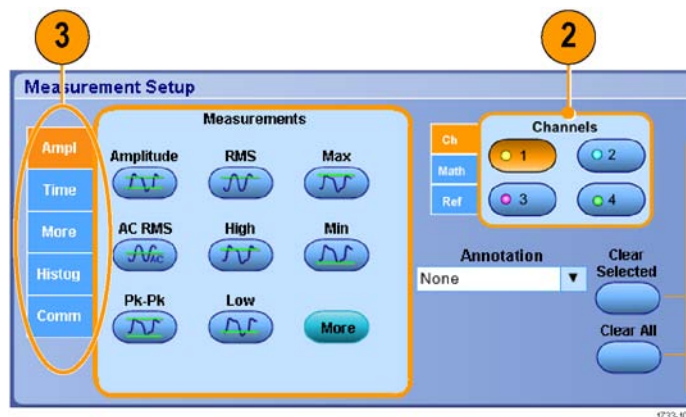 3
2
Measurement Setup
Ampl
Time
More
Histog
Comm
Measurements
Amplitude
RMS
Max
AC RMS
High
Min
AC
Pk-Pk
Low
More
Ch
Math
Ref
Channels
1
2
3
4
Annotation
None
Clear
Selected
Clear All